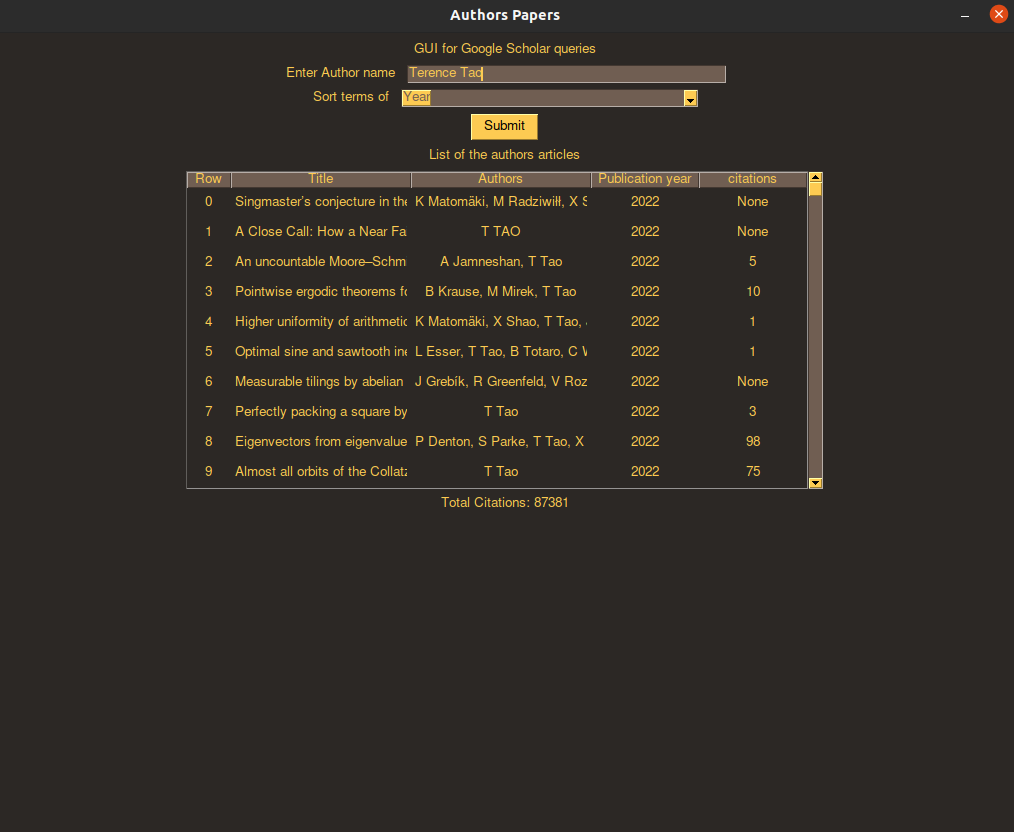 Authors Papers
GUI for Google Scholar queries
Enter Author name Terence Tao
Sort terms of Year
Submit
List of the authors articles
Row Title Authors Publication year citations
0 Singmaster's conjecture in the K Matomäki, M Radziwiłł, X S 2022 None
1 A Close Call: How a Near Fa T TAO 2022 None
2 An uncountable Moore–Schm A Jamneshan, T Tao 2022 5
3 Pointwise ergodic theorems fo B Krause, M Mirek, T Tao 2022 10
4 Higher uniformity of arithmetic K Matomäki, X Shao, T Tao, 2022 1
5 Optimal sine and sawtooth ine L Esser, T Tao, B Totaro, C W 2022 1
6 Measurable tilings by abelian J Grebík, R Greenfeld, V Roz 2022 None
7 Perfectly packing a square by T Tao 2022 3
8 Eigenvectors from eigenvalue P Denton, S Parke, T Tao, X 2022 98
9 Almost all orbits of the Collatz T Tao 2022 75
Total Citations: 87381